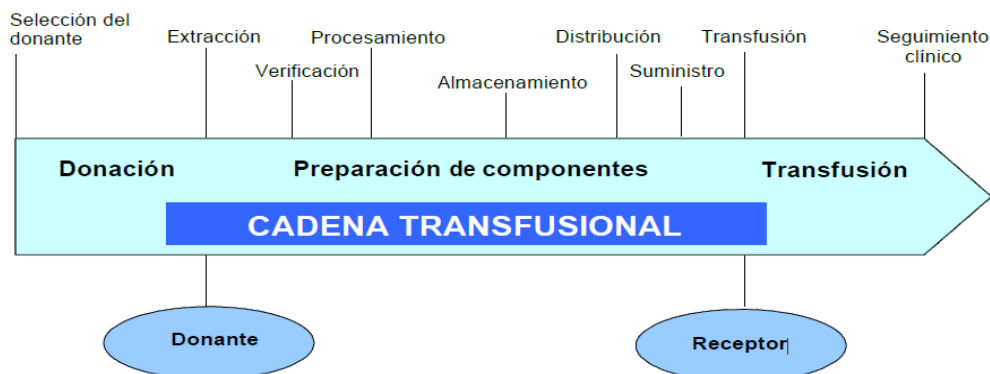 Selección del
donante
Extracción
Verificación
Procesamiento
Almacenamiento
Distribución
Suministro
Transfusión
Seguimiento
clínico
Donación
Preparación de componentes
Transfusión
CADENA TRANSFUSIONAL
Donante
Receptor